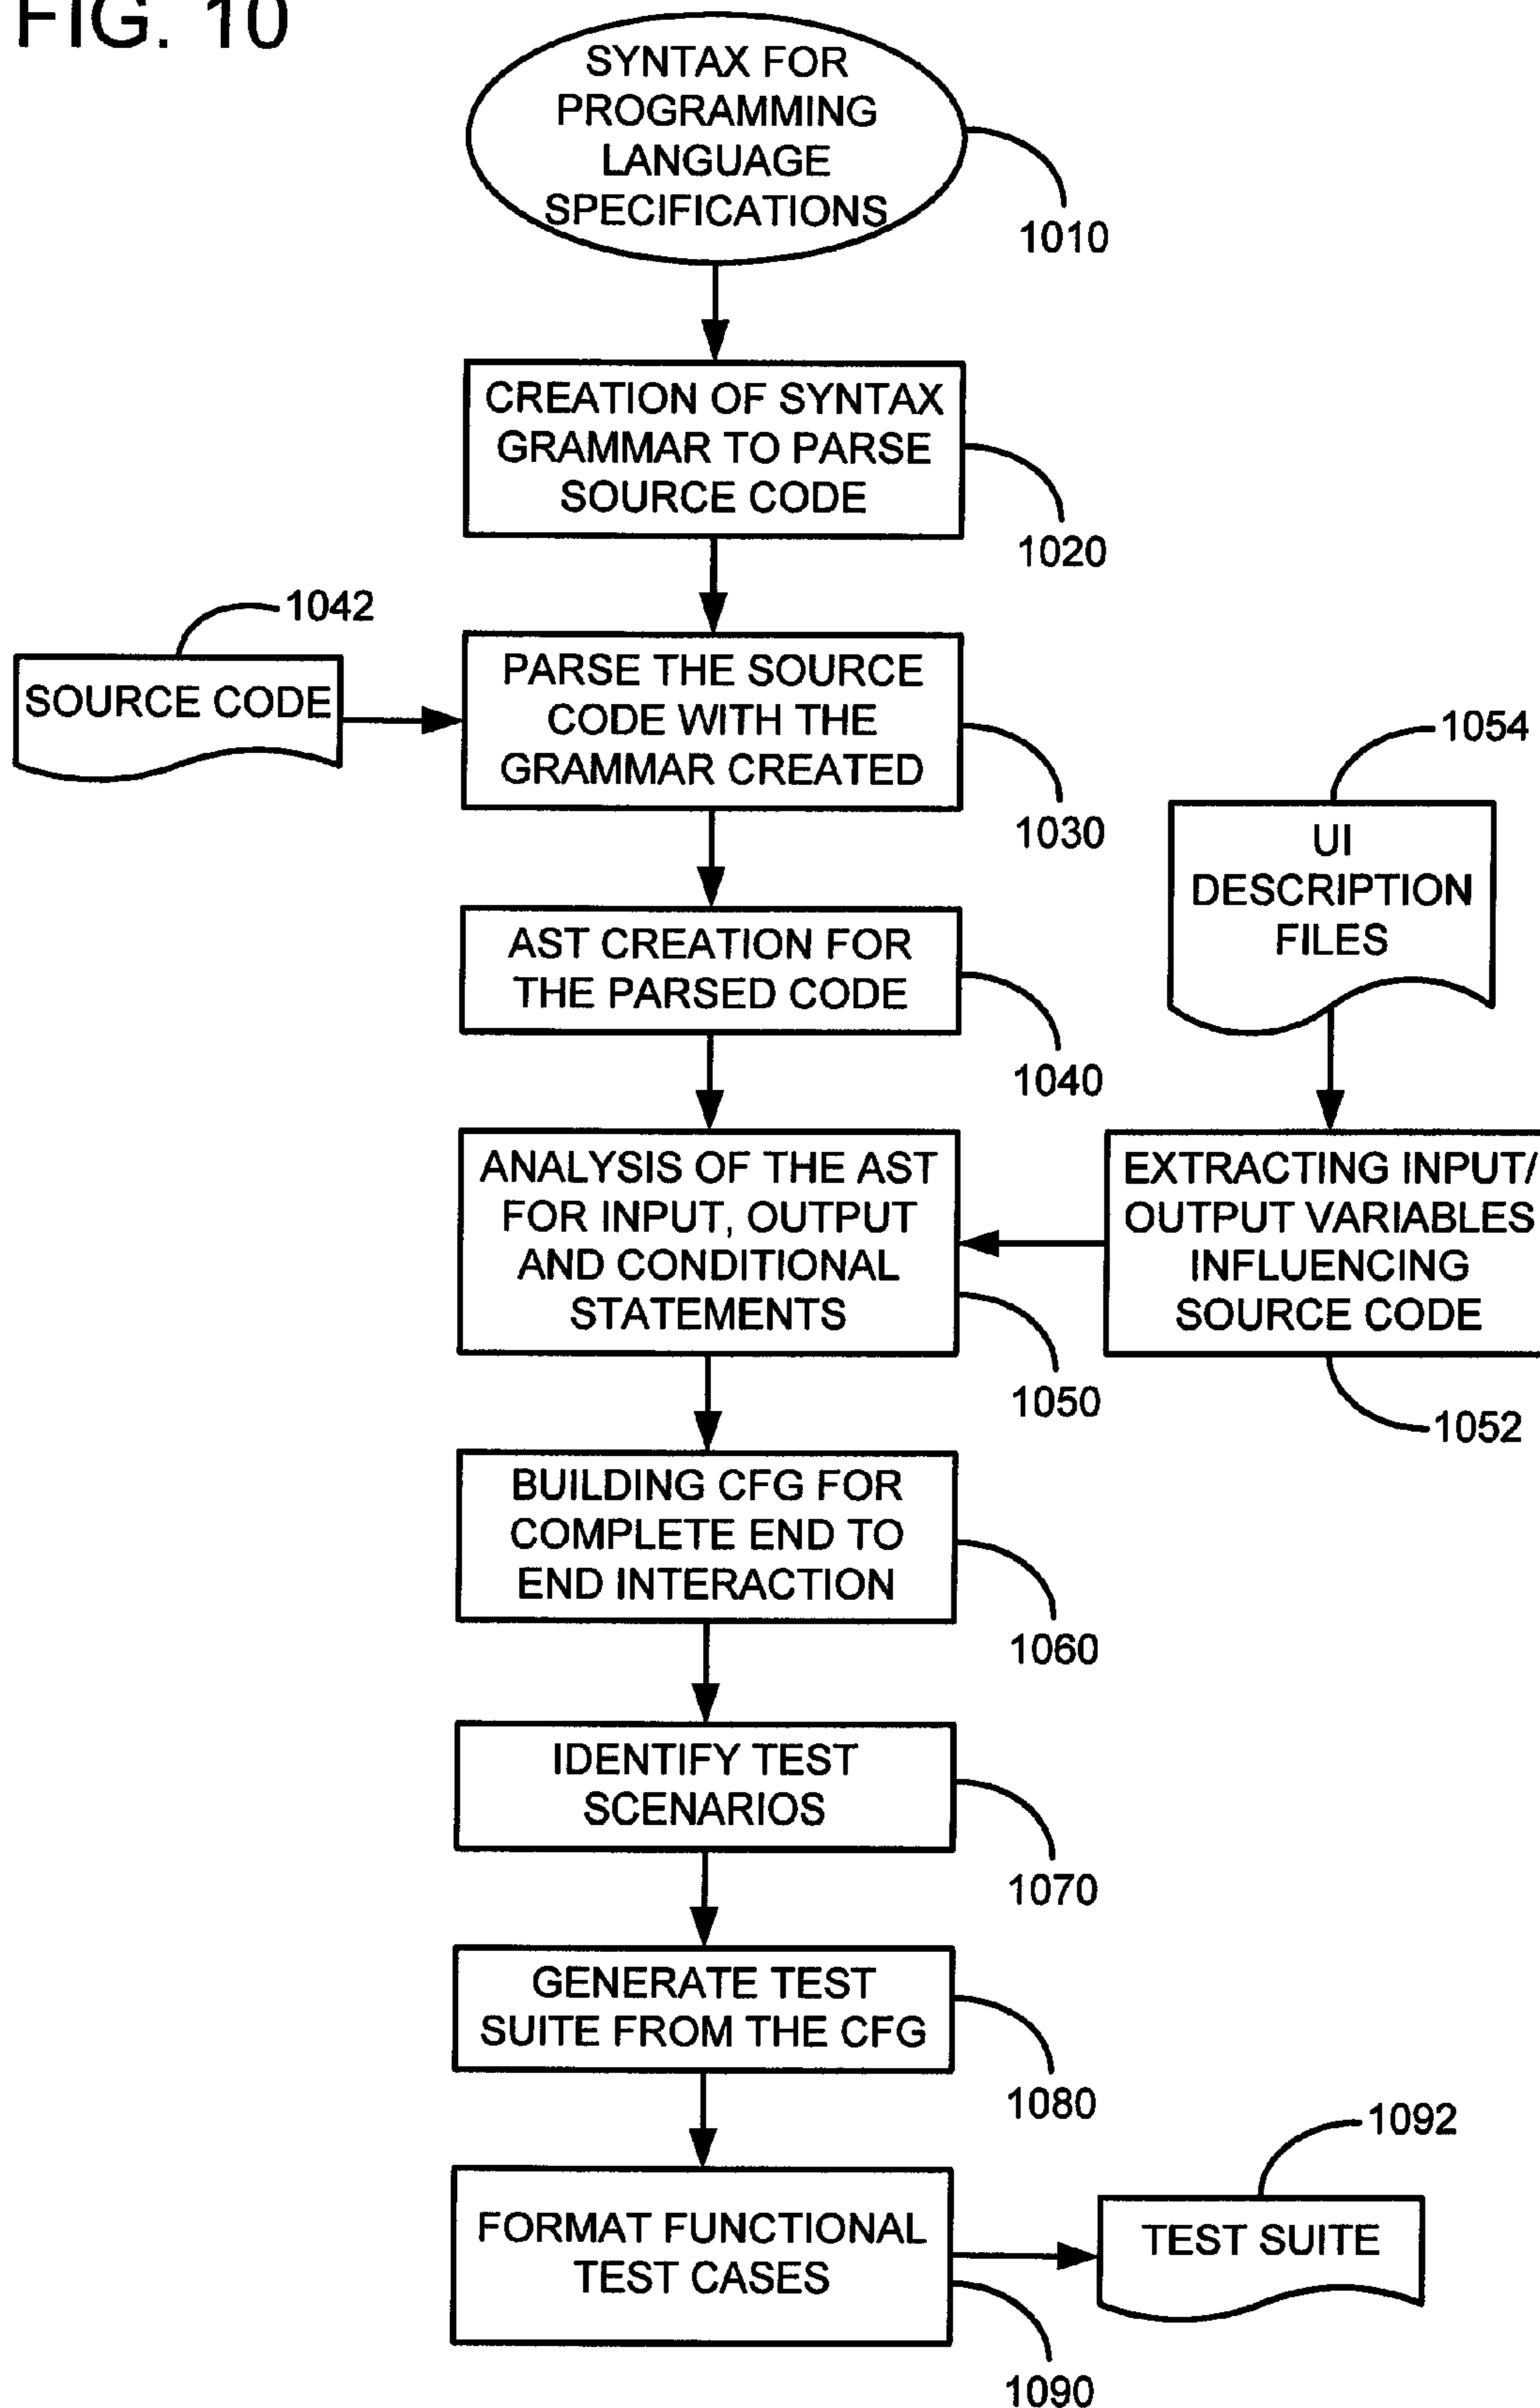 FIG. 10
SYNTAX FOR
PROGRAMMING
LANGUAGE
SPECIFICATIONS
1010
CREATION OF SYNTAX
GRAMMAR TO PARSE
SOURCE CODE
1020
1042
SOURCE CODE
PARSE THE SOURCE
CODE WITH THE
GRAMMAR CREATED
1030
1054
UI
DESCRIPTION
FILES
AST CREATION FOR
THE PARSED CODE
1040
ANALYSIS OF THE AST
FOR INPUT, OUTPUT
AND CONDITIONAL
STATEMENTS
1050
EXTRACTING INPUT/
OUTPUT VARIABLES
INFLUENCING
SOURCE CODE
1052
BUILDING CFG FOR
COMPLETE END TO
END INTERACTION
1060
IDENTIFY TEST
SCENARIOS
1070
GENERATE TEST
SUITE FROM THE CFG
1080
FORMAT FUNCTIONAL
TEST CASES
1090
1092
TEST SUITE